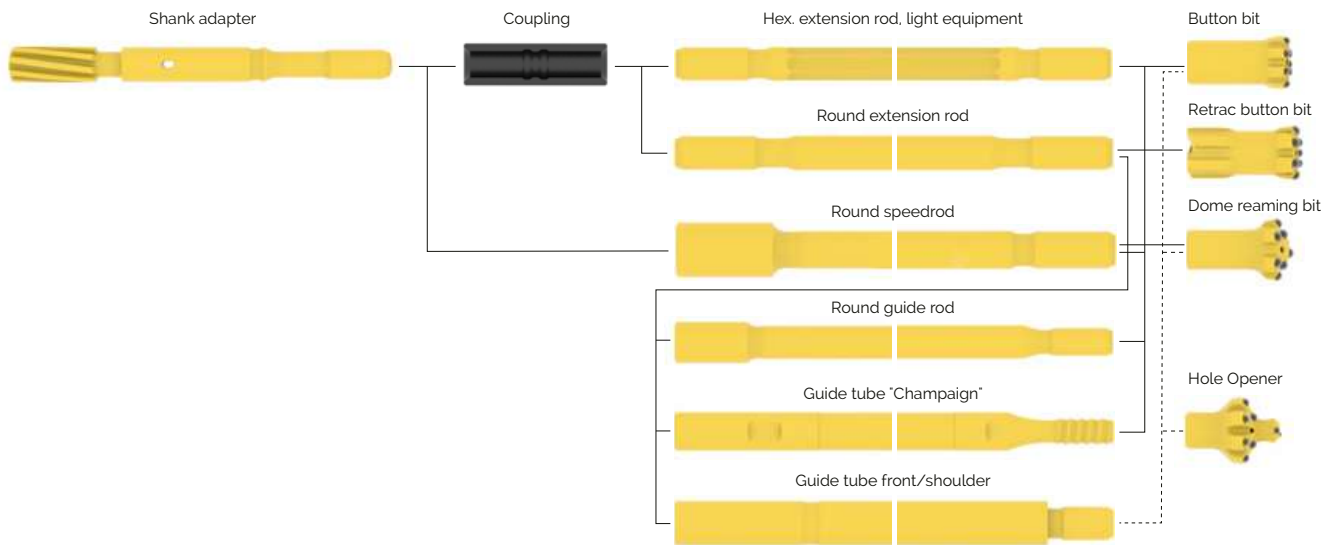 Shank adapter
Coupling
Hex. extension rod, light equipment
Button bit
Round extension rod
Retrac button bit
Round speedrod
Dome reaming bit
Round guide rod
Guide tube "Champaign"
Hole Opener
Guide tube front/shoulder